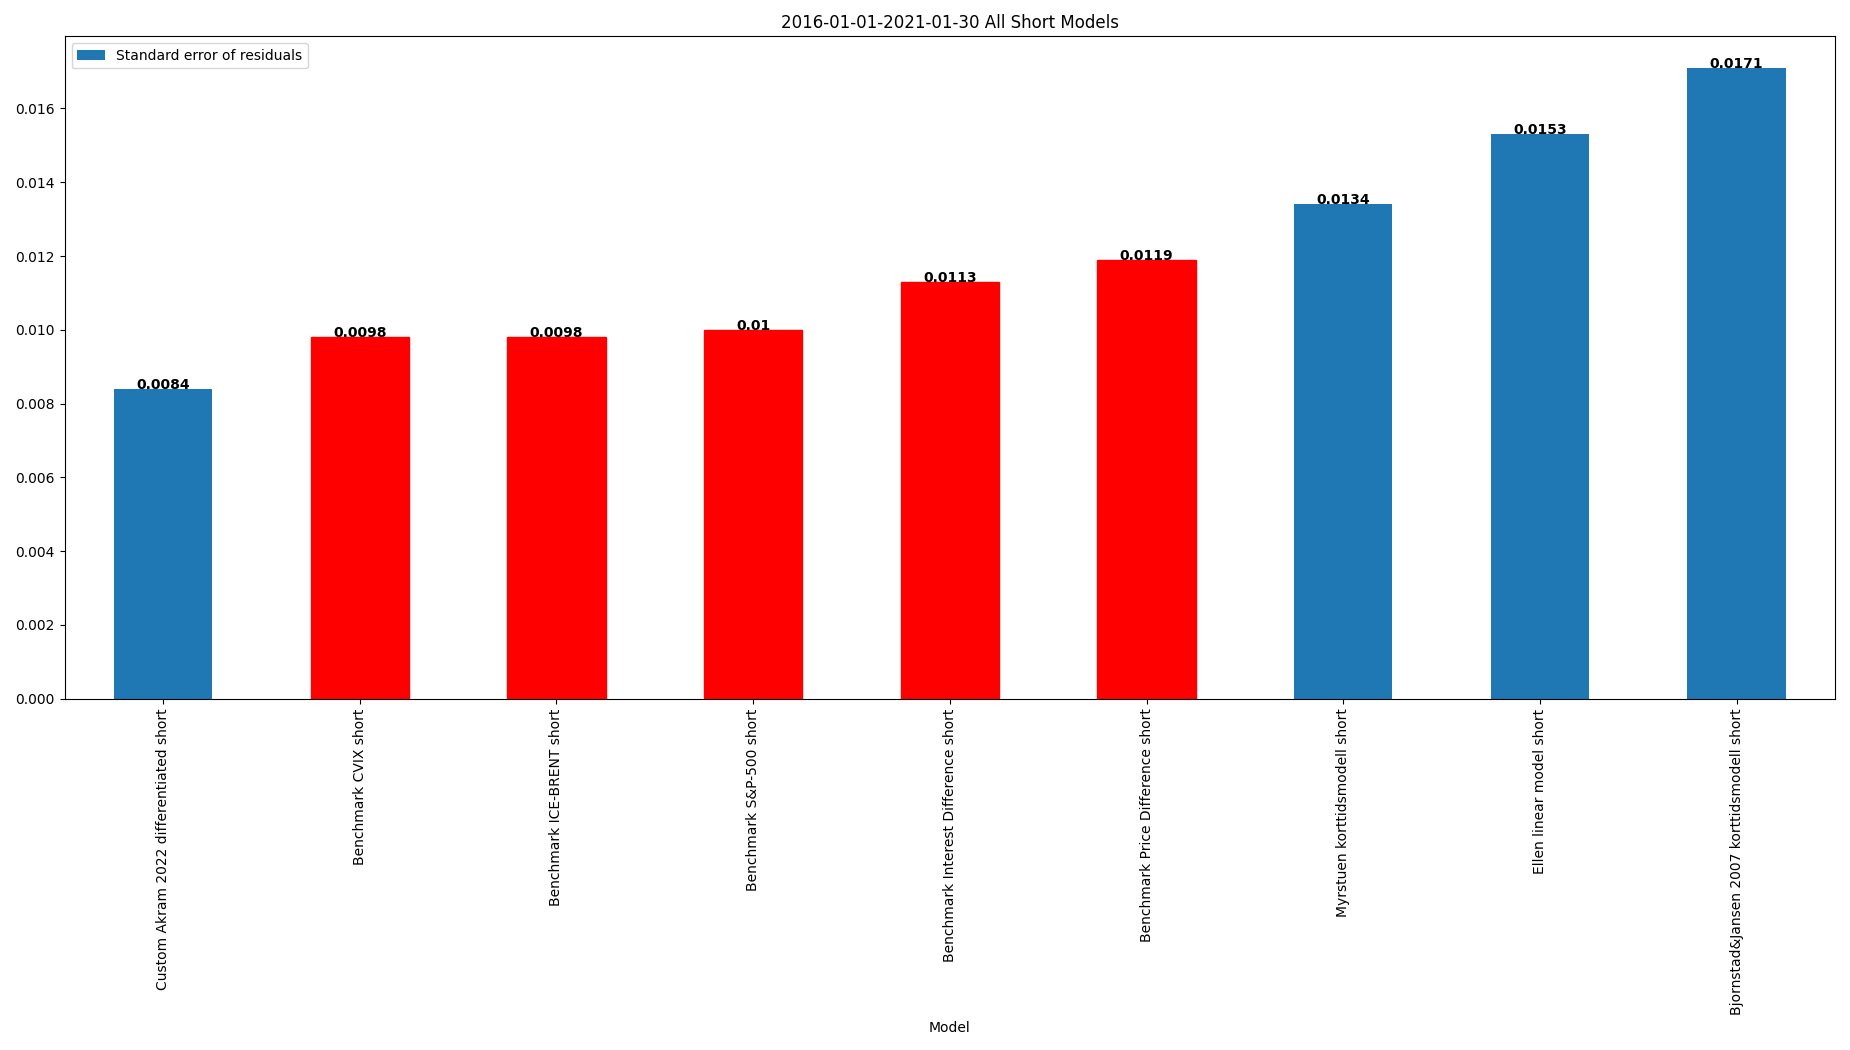 2016-01-01-2021-01-30 All Short Models
Standard error of residuals
0.016
0.014
0.012
0.010
0.008
0.006
0.004
0.002
0.000
0.0084
0.0098
0.0098
0.01
0.0113
0.0119
0.0134
0.0153
0.0171
Custom Akram 2022 differentiated short
Benchmark CVIX short
Benchmark ICE-BRENT short
Benchmark S&P-500 short
Benchmark Interest Difference short
Benchmark Price Difference short
Myrstuen korttidsmodell short
Ellen linear model short
Bjornstad&Jansen 2007 korttidsmodell short
Model